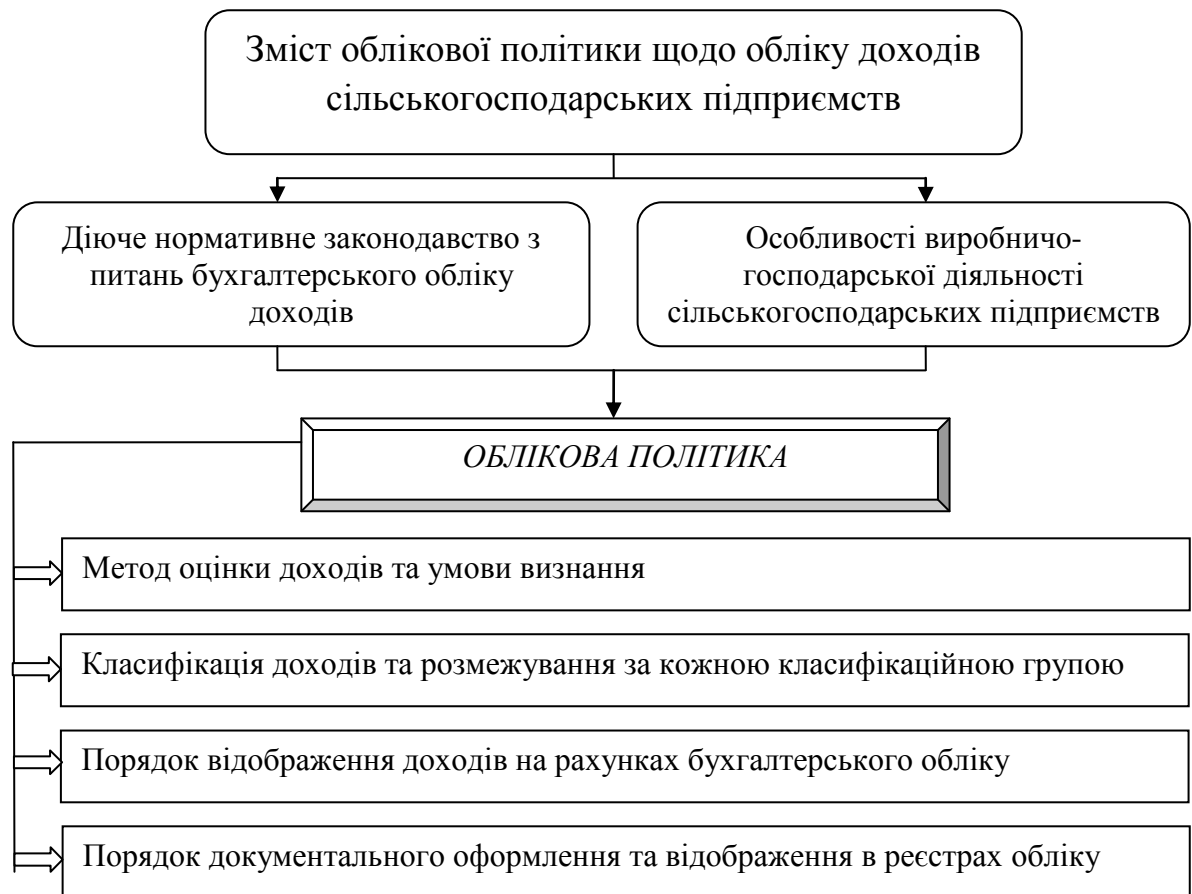 Зміст облікової політики щодо обліку доходів
сільськогосподарських підприємств
Діюче нормативне законодавство з
питань бухгалтерського обліку
доходів
Особливості виробничо-
господарської діяльності
сільськогосподарських підприємств
ОБЛІКОВА ПОЛІТИКА
Метод оцінки доходів та умови визнання
Класифікація доходів та розмежування за кожною класифікаційною групою
Порядок відображення доходів на рахунках бухгалтерського обліку
Порядок документального оформлення та відображення в реєстрах обліку